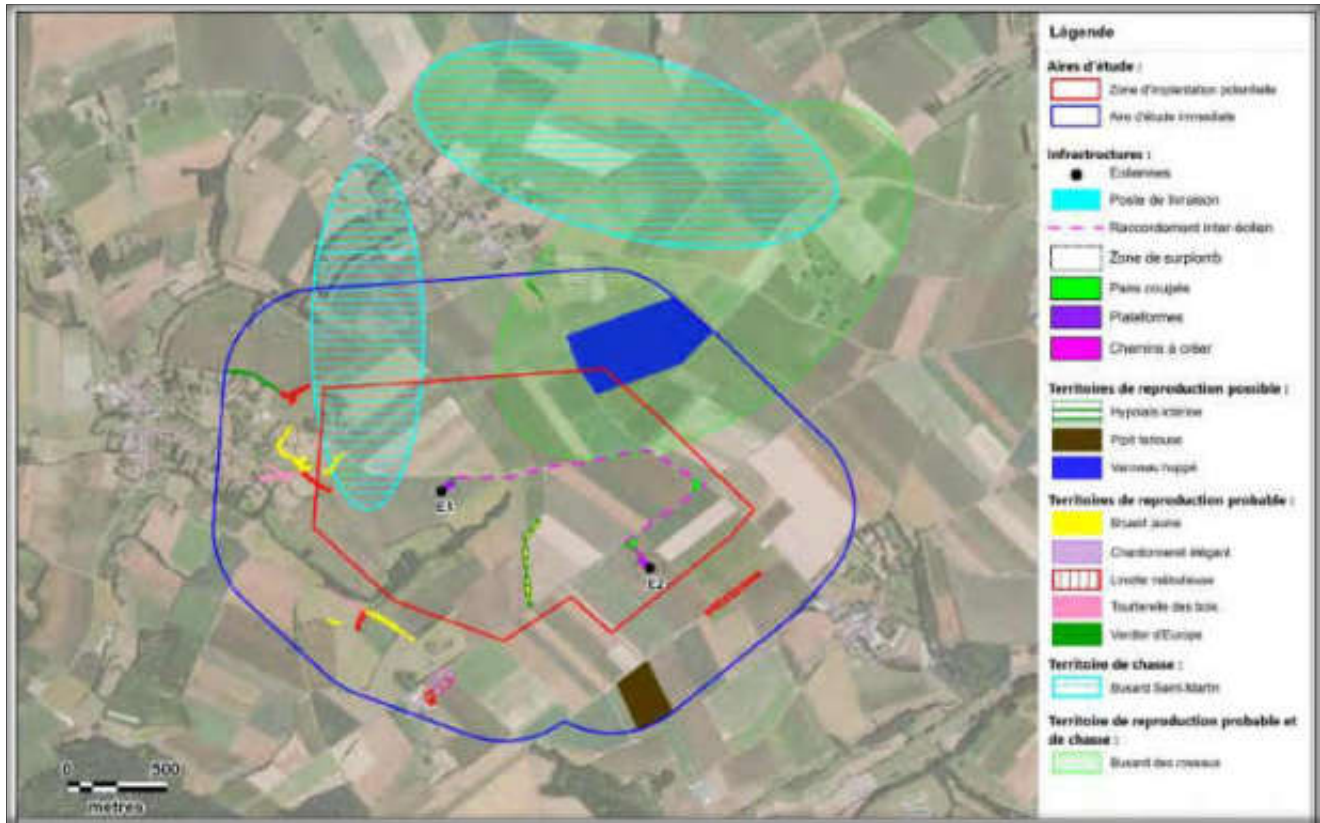 Légende
Aires d'étude :
Zone d'implantation potentielle
Aire d'étude immédiate
Infrastructures :
Eoliennes
Poste de livraison
Raccordement inter-éolien
Zone de surplomb
Pans coupés
Plateformes
Chemins à créer
Territoires de reproduction possible :
Hypolaïs ictérine
Pipit farlouse
Vanneau huppé
Territoires de reproduction probable :
Bruant jaune
Chardonneret élégant
Linotte mélodieuse
Tourterelle des bois
Verdier d'Europe
Territoire de chasse :
Busard Saint-Martin
Territoire de reproduction probable et
de chasse :
Busard des roseaux
E2
0 500
mètres